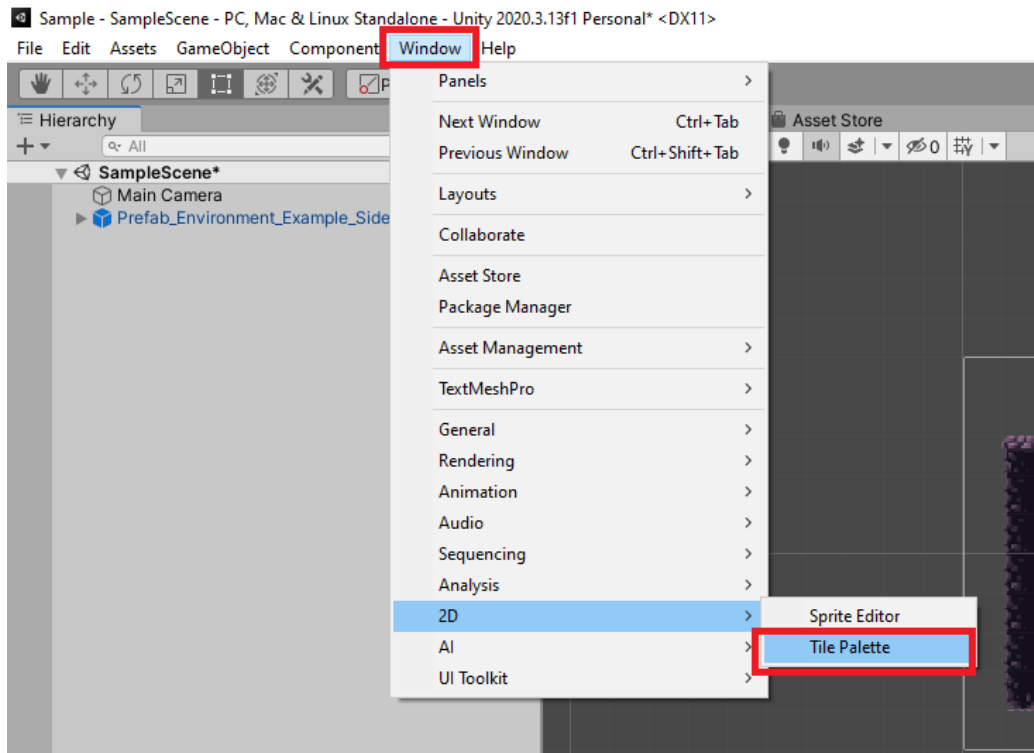 Sample - SampleScene - PC, Mac & Linux Standalone - Unity 2020.3.13f1 Personal* <DX11>
File Edit Assets GameObject Component Window Help
P
Panels
Hierarchy
Asset Store
All
Next Window Ctrl+Tab
0
Previous Window Ctrl+Shift+Tab
SampleScene*
Main Camera
Layouts
Prefab_Environment_Example_Side
Collaborate
Asset Store
Package Manager
Asset Management
TextMeshPro
General
Rendering
Animation
Audio
Sequencing
Analysis
2D
Sprite Editor
AI
Tile Palette
UI Toolkit